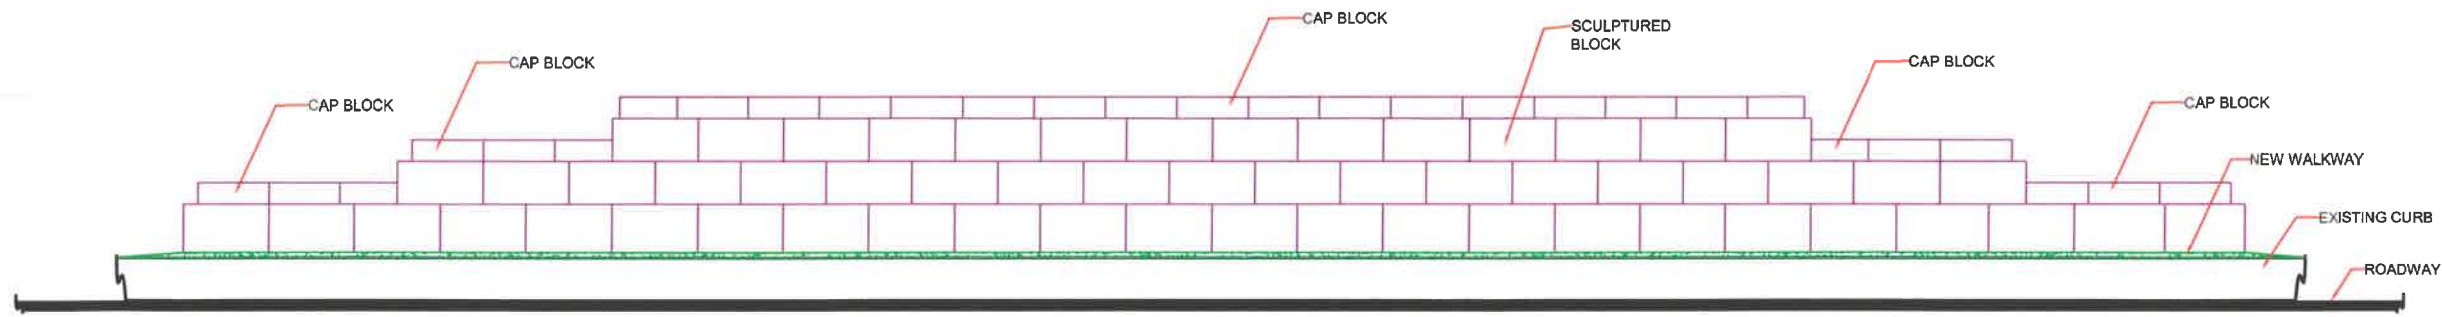 CAP BLOCK
SCULPTURED
BLOCK
CAP BLOCK
CAP BLOCK
CAP BLOCK
CAP BLOCK
NEW WALKWAY
EXISTING CURB
ROADWAY